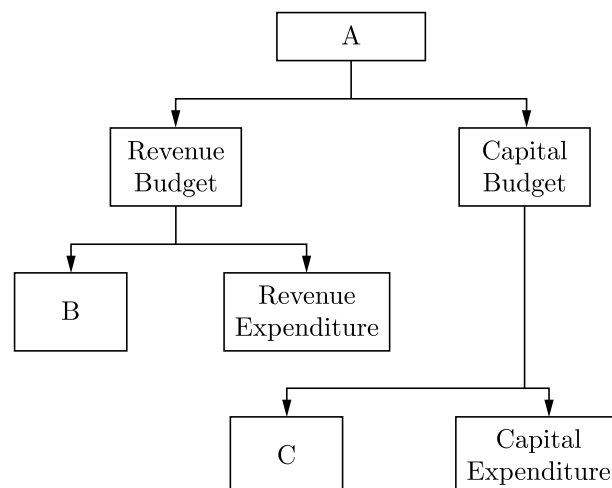 A
Revenue
Budget
Capital
Budget
B
Revenue
Expenditure
C
Capital
Expenditure